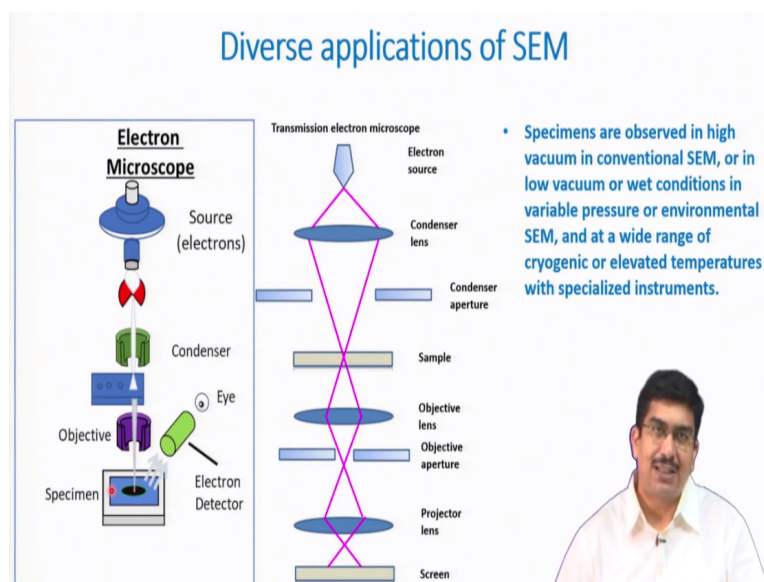 Diverse applications of SEM
Electron
Microscope
Source
(electrons)
Condenser
Eye
Objective
Electron
Detector
Specimen
Transmission electron microscope
Electron
source
Condenser
lens
Condenser
aperture
Sample
Objective
lens
Objective
aperture
Projector
lens
Screen
• Specimens are observed in high
vacuum in conventional SEM, or in
low vacuum or wet conditions in
variable pressure or environmental
SEM, and at a wide range of
cryogenic or elevated temperatures
with specialized instruments.